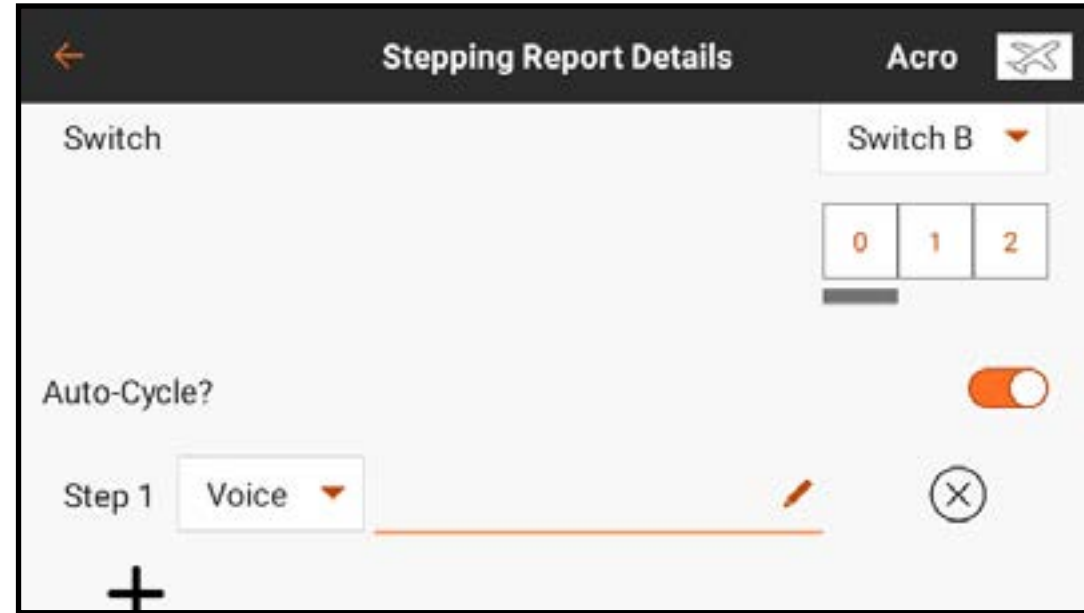 Stepping Report Details Acro
Switch Switch B
0 1 2
Auto-Cycle?
Step 1 Voice